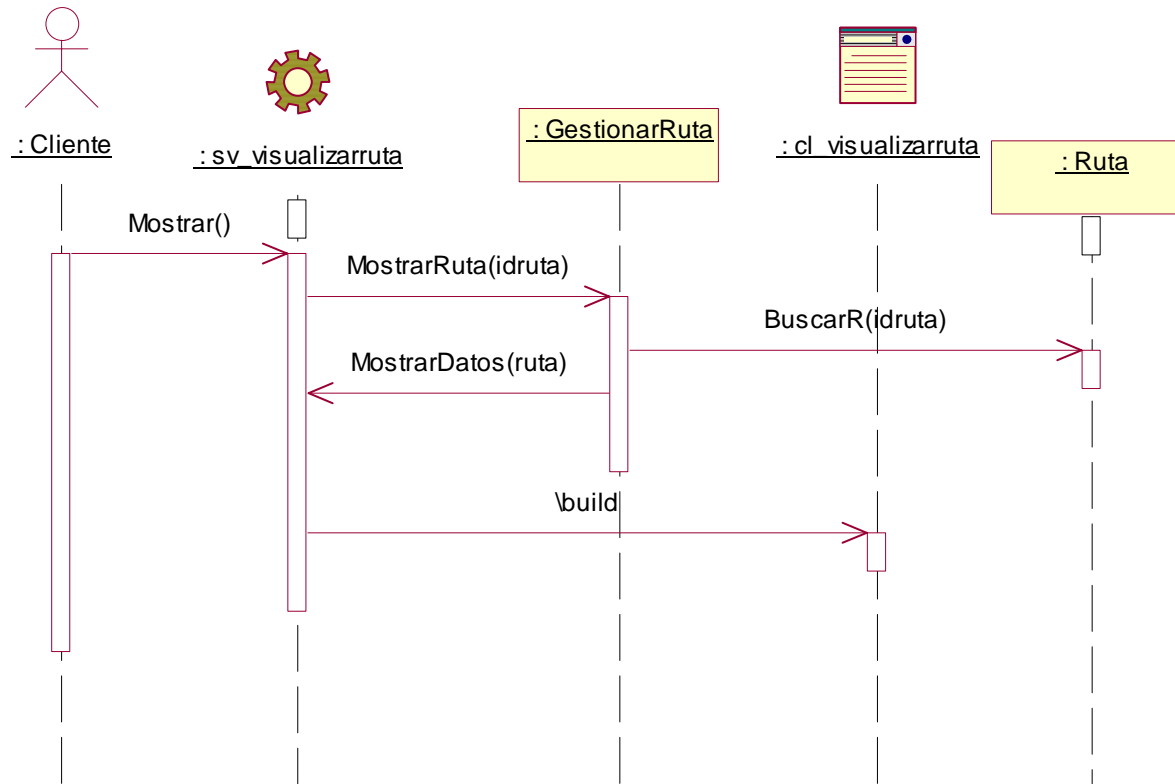 : Cliente
: sv_visualizarruta
: GestionarRuta
: cl_visualizarruta
: Ruta
Mostrar()
MostrarRuta(idruta)
BuscarR(idruta)
MostrarDatos(ruta)
\build